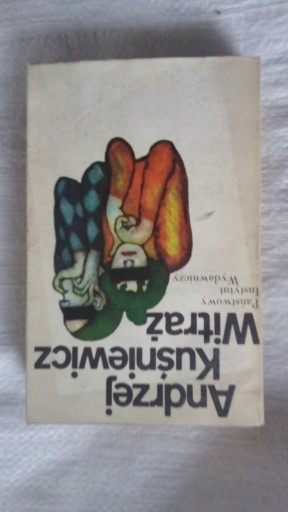 Andrzej
Kuśniewicz
Witraż
Państwowy
Instytut
Wydawniczy